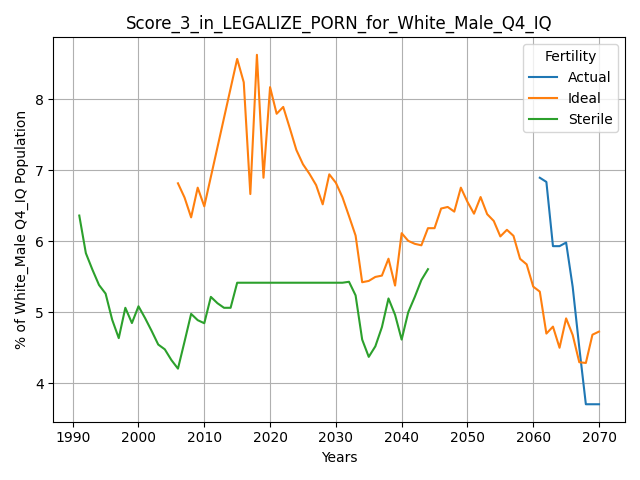 Score_3_in_LEGALIZE_PORN_for_White_Male_Q4_IQ
% of White_Male Q4_IQ Population
8
7
6
5
4
Fertility
Actual
Ideal
Sterile
1990 2000 2010 2020 2030 2040 2050 2060 2070
Years